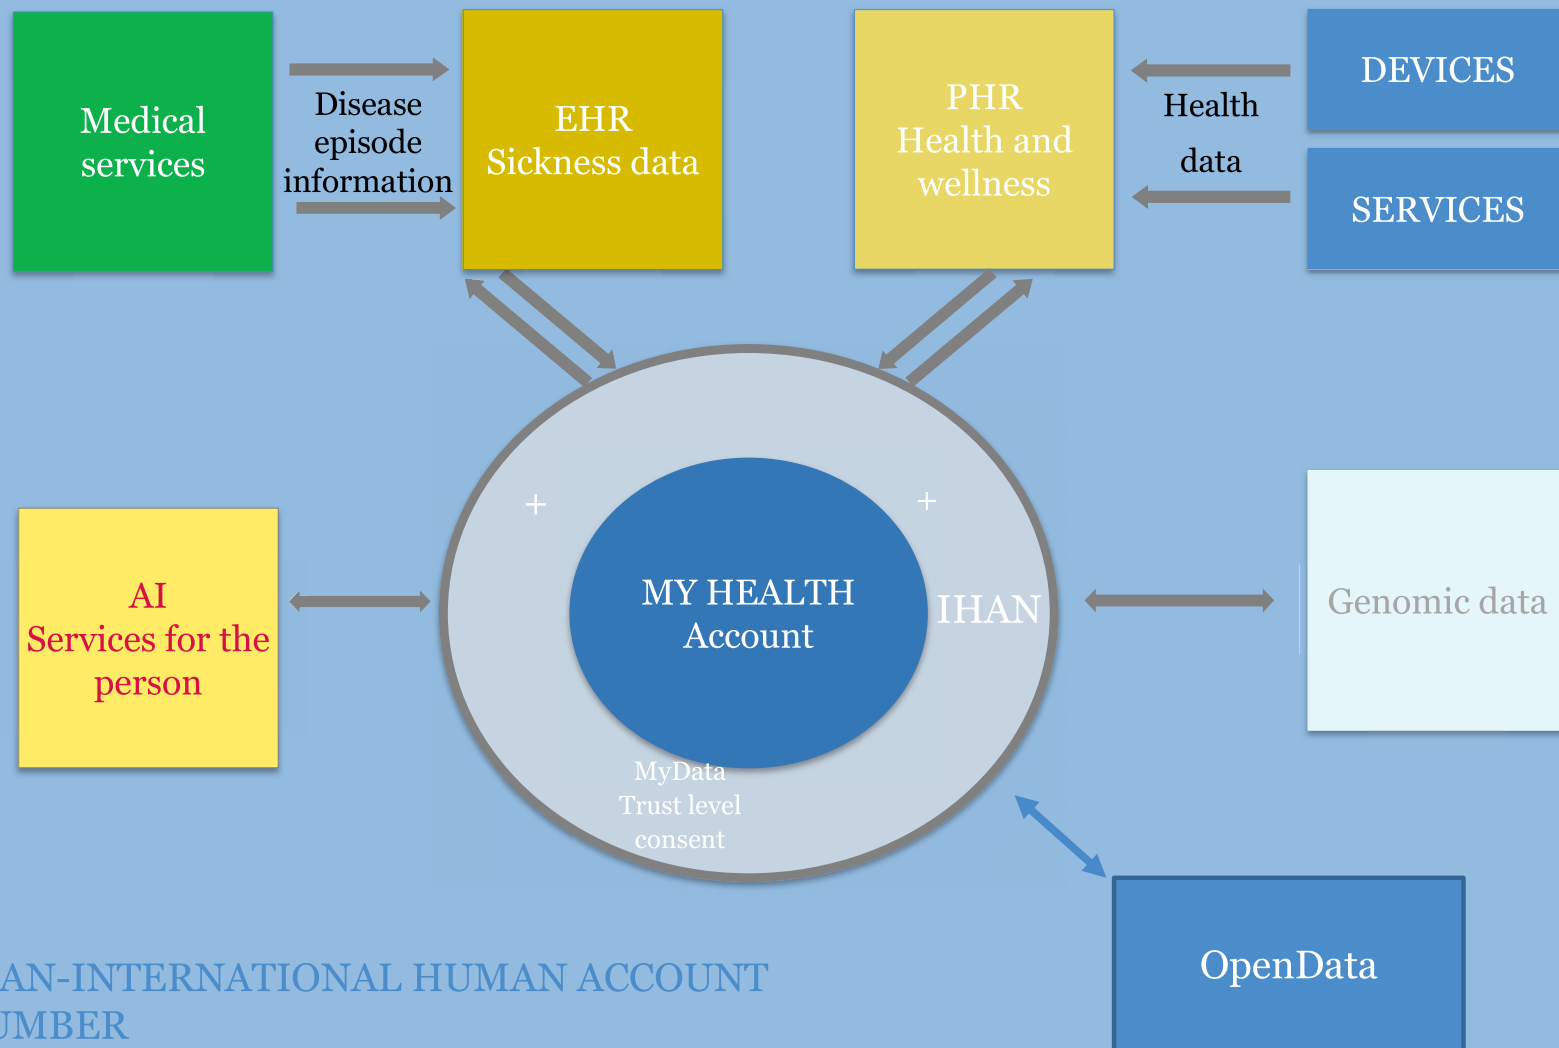 Medical
services
Disease
episode
information
EHR
Sickness data
PHR
Health and
wellness
Health
data
DEVICES
SERVICES
+
+
AI
Services for the
person
MY HEALTH
Account
IHAN
Genomic data
MyData
Trust level
consent
OpenData
AN-INTERNATIONAL HUMAN ACCOUNT
UMBER